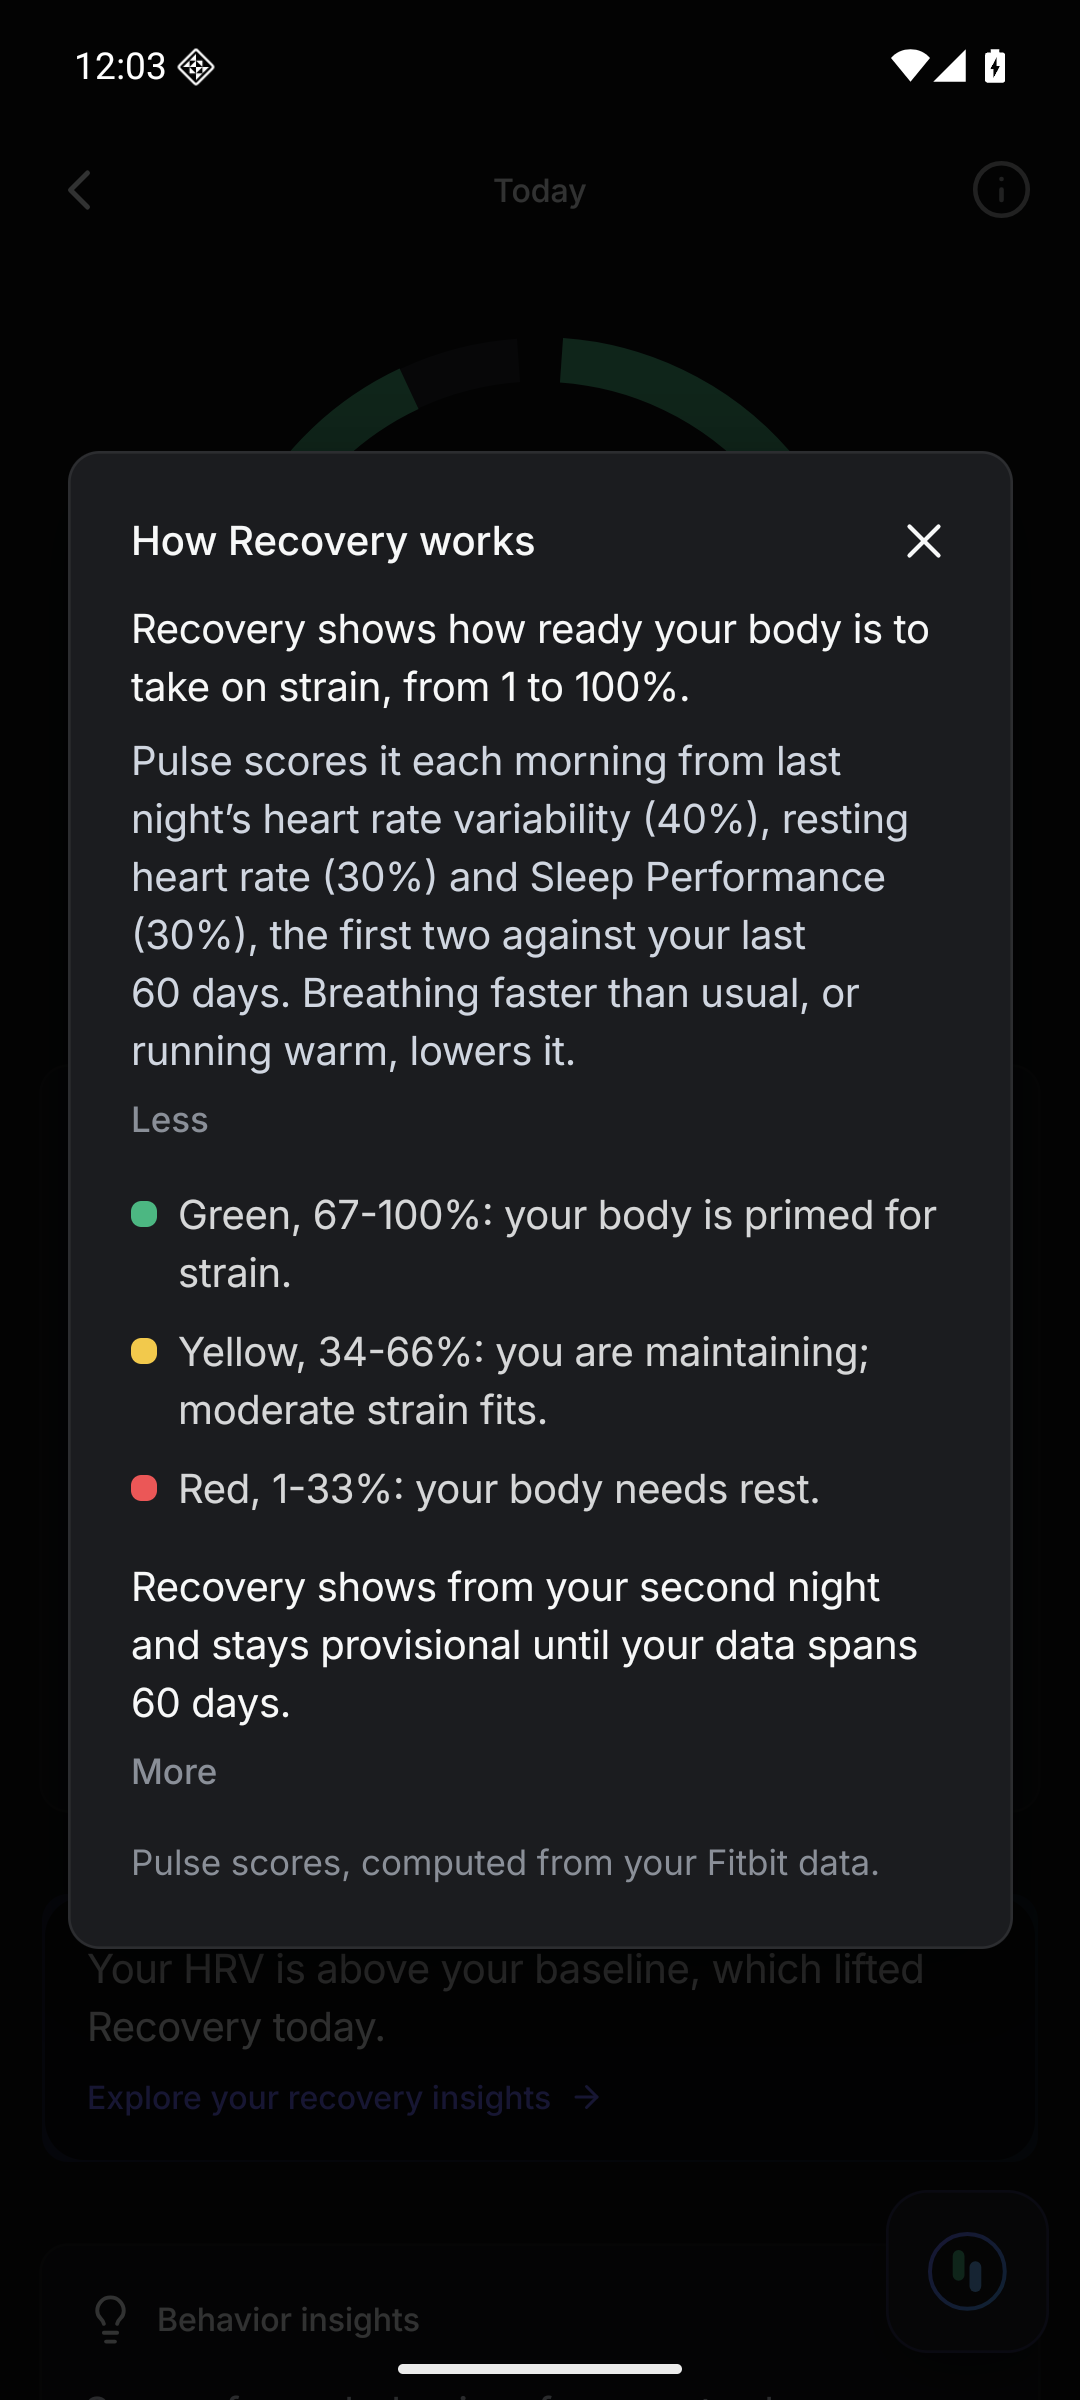 12:03
Today
How Recovery works
Recovery shows how ready your body is to
take on strain, from 1 to 100%.
Pulse scores it each morning from last
night’s heart rate variability (40%), resting
heart rate (30%) and Sleep Performance
(30%), the first two against your last
60 days. Breathing faster than usual, or
running warm, lowers it.
Less
Green, 67-100%: your body is primed for
strain.
Yellow, 34-66%: you are maintaining;
moderate strain fits.
Red, 1-33%: your body needs rest.
Recovery shows from your second night
and stays provisional until your data spans
60 days.
More
Pulse scores, computed from your Fitbit data.
Your HRV is above your baseline, which lifted
Recovery today.
Explore your recovery insights
Behavior insights